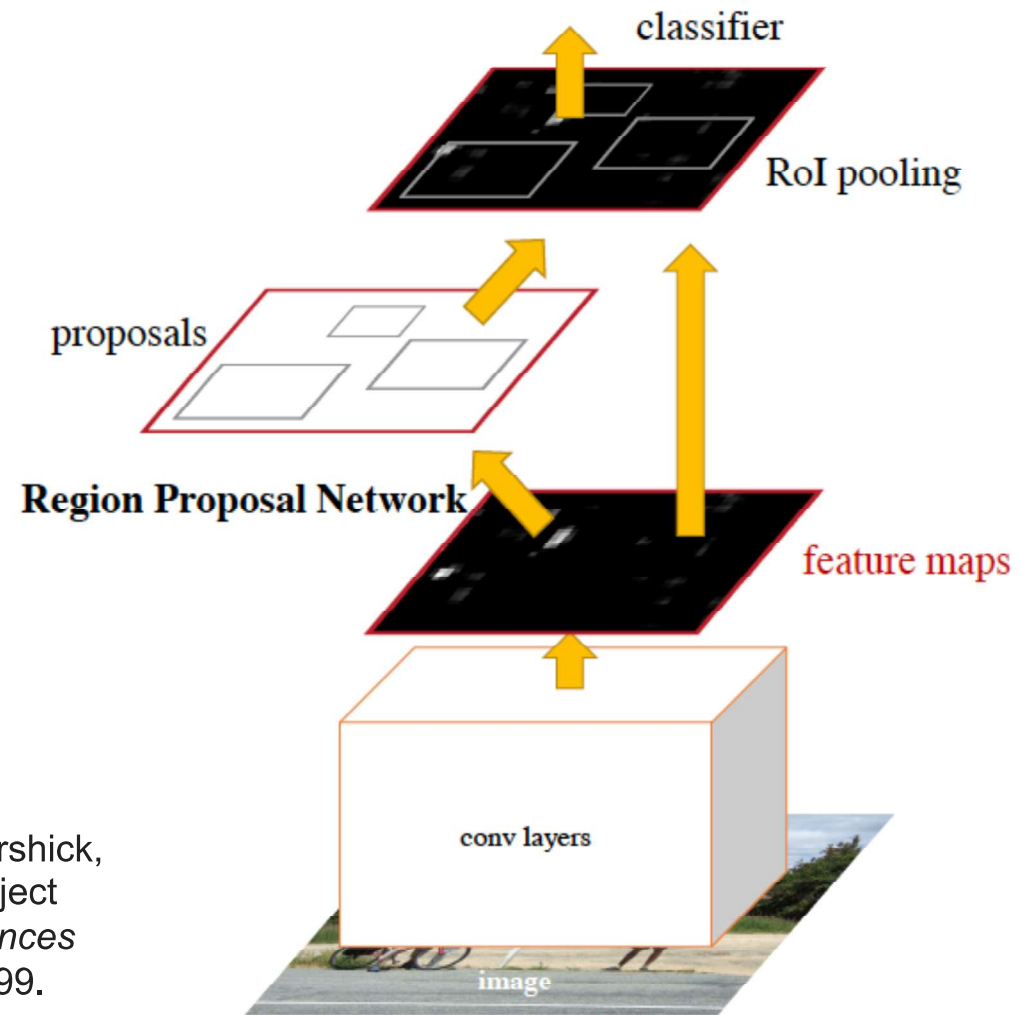 classifier
RoI pooling
proposals
Region Proposal Network
feature maps
conv layers
rshick,
ject
nces
99.
image